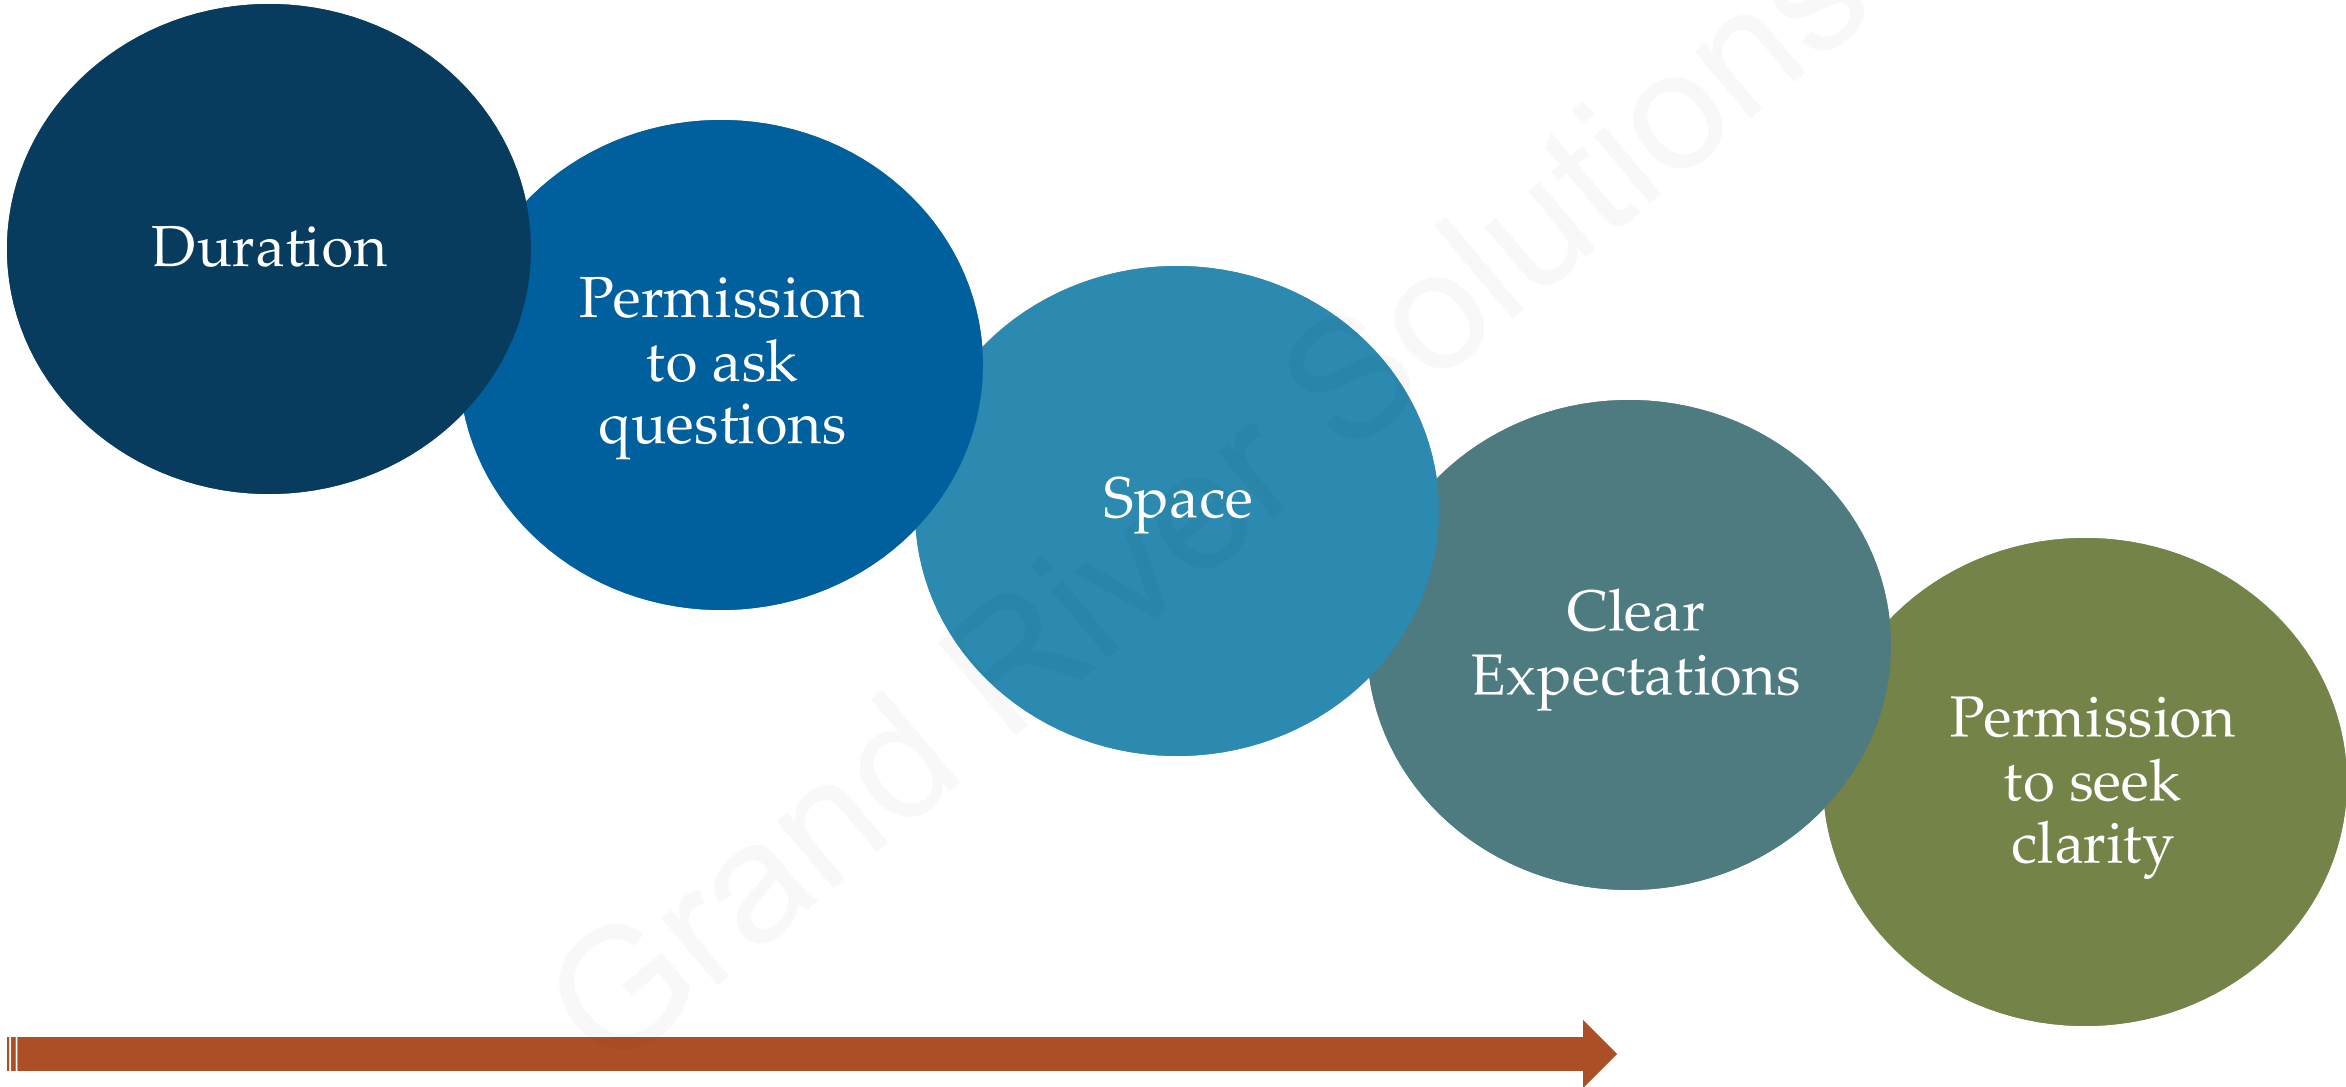 Duration
Permission
to ask
questions
Space
Clear
Expectations
Permission
to seek
clarity
Grand River Solutions